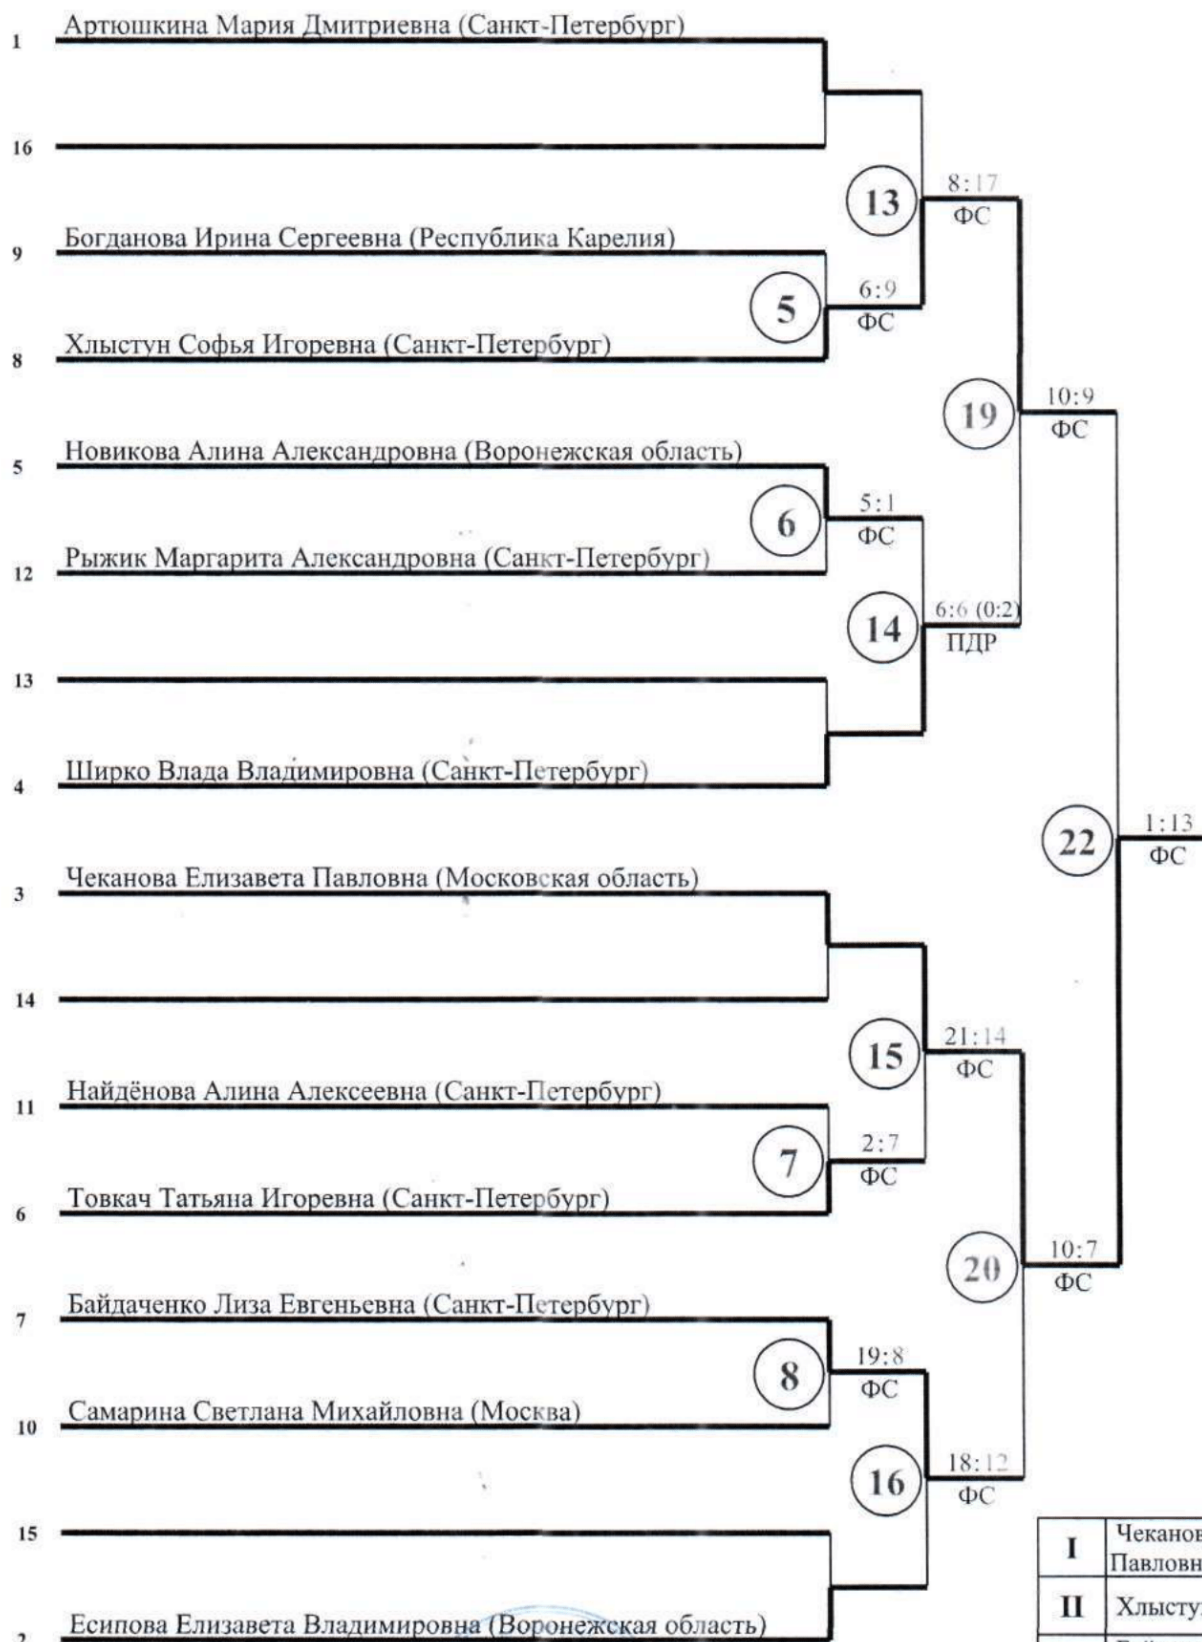 Артюшкина Мария Дмитриевна (Санкт-Петербург)
1
16
13
8:17
ФС
Богданова Ирина Сергеевна (Республика Карелия)
9
5
6:9
ФС
Хлыстун Софья Игоревна (Санкт-Петербург)
8
19
10:9
ФС
Новикова Алина Александровна (Воронежская область)
5
6
5:1
ФС
Рыжик Маргарита Александровна (Санкт-Петербург)
12
14
6:6 (0:2)
ПДР
13
Ширко Влада Владимировна (Санкт-Петербург)
4
22
1:13
ФС
Чеканова Елизавета Павловна (Московская область)
3
14
15
21:14
ФС
Найдёнова Алина Алексеевна (Санкт-Петербург)
11
7
2:7
ФС
Товкач Татьяна Игоревна (Санкт-Петербург)
6
20
10:7
ФС
Байдаченко Лиза Евгеньевна (Санкт-Петербург)
7
8
19:8
ФС
Самарина Светлана Михайловна (Москва)
10
16
18:12
ФС
15
I
Чеканов
Павловн
II
Хлысту
Есипова Елизавета Владимировна (Воронежская область)
2